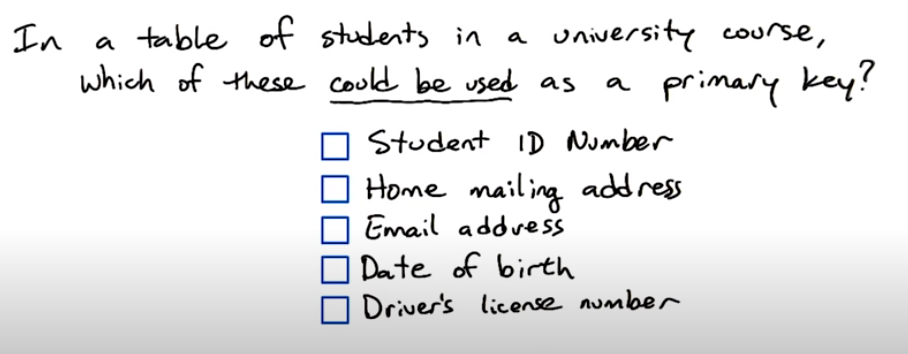 In a table of students in a university course,
which of these could be used as a primary key?
Student ID Number
Home mailing address
Email address
Date of birth
Driver's license number